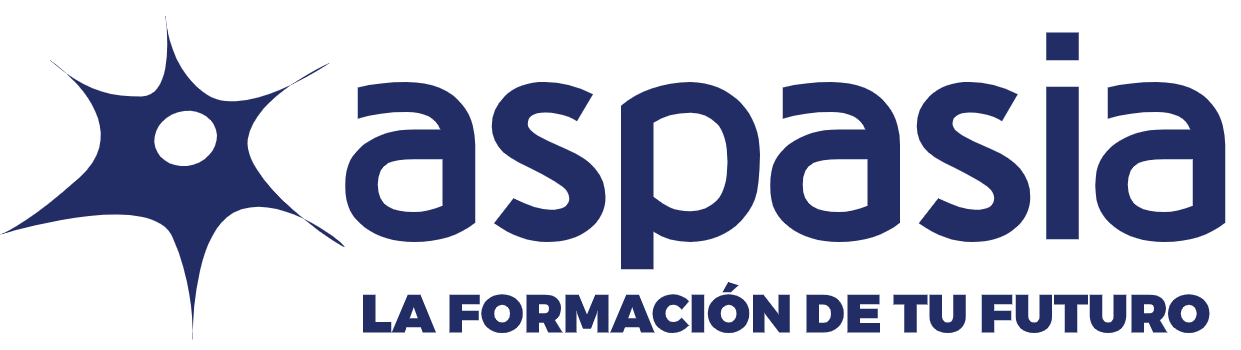 aspasia
LA FORMACIÓN DE TU FUTURO